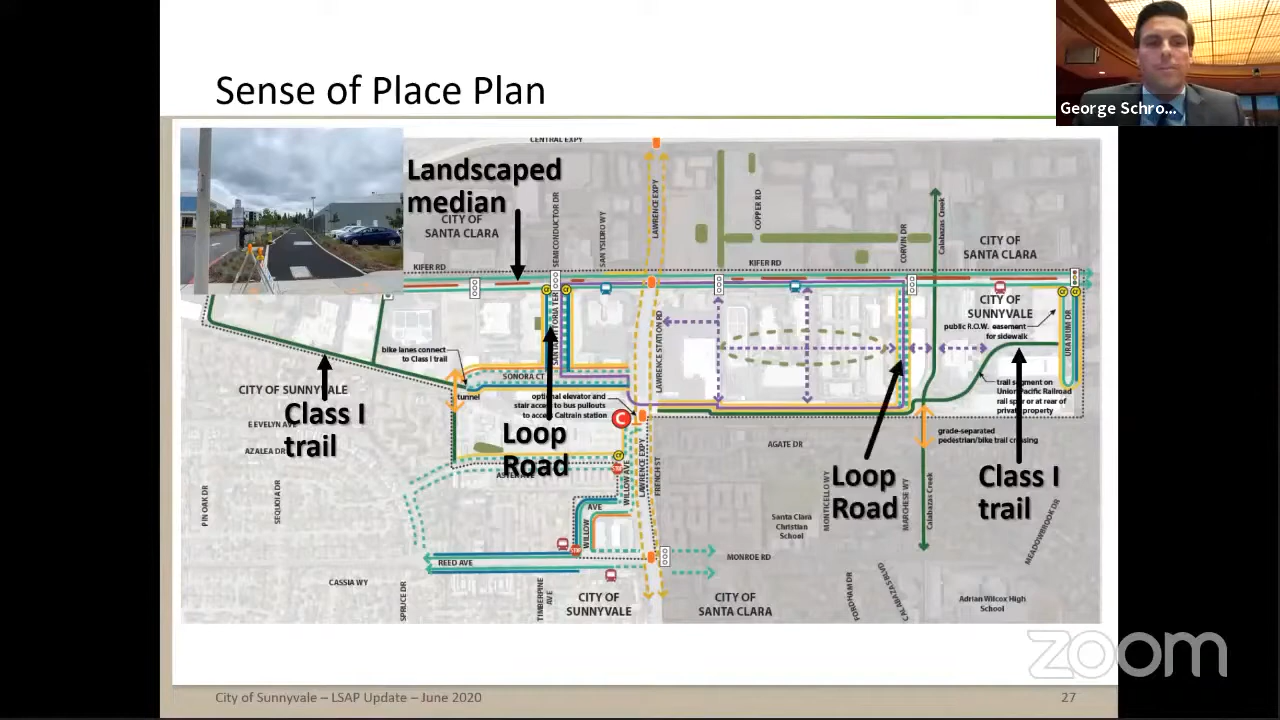 Sense of Place Plan
George Schro...
CENTRAL EXPY
Landscaped
median
CITY OF
SANTA CLARA
SEMICONDUCTOR DR
SAN YSIDRO WY
LAWRENCE EXPY
COPPER RD
CORVIN DR
Calabazas Creek
CITY OF
SANTA CLARA
KIFER RD
KIFER RD
CITY OF
SUNNYVALE
public R.O.W. easement
for sidewalk
URANIUM DR
LAWRENCE STATION RD
bike lanes connect
to Class I trail
SONORA CT
tunnel
optional elevator and
stair access to bus pullouts
to access Caltrain station
C
trail segment on
Union Pacific Railroad
rail spur or at rear of
private property
grade-separated
pedestrian/bike trail crossing
CITY OF SUNNYVALE
Class I
trail
E EVELYN AVE
AZALEA DR
Loop
Road
ASTER AVE
AGATE DR
Loop
Road
Class I
trail
PIN OAK DR
SEQUOIA DR
WILLOW AVE
LAWRENCE EXPY
FRENCH ST
MONTICELLO WY
MARCHESE WY
Calabazas Creek
MEADOWBROOK DR
Santa Clara
Christian
School
WILLOW
AVE
REED AVE
MONROE RD
CASSIA WY
SPRUCE DR
TIMBERPINE
AVE
CITY OF
SUNNYVALE
CITY OF
SANTA CLARA
FORDHAM DR
CALABAZAS BLVD
Adrian Wilcox High
School
zoom
City of Sunnyvale – LSAP Update – June 2020
27